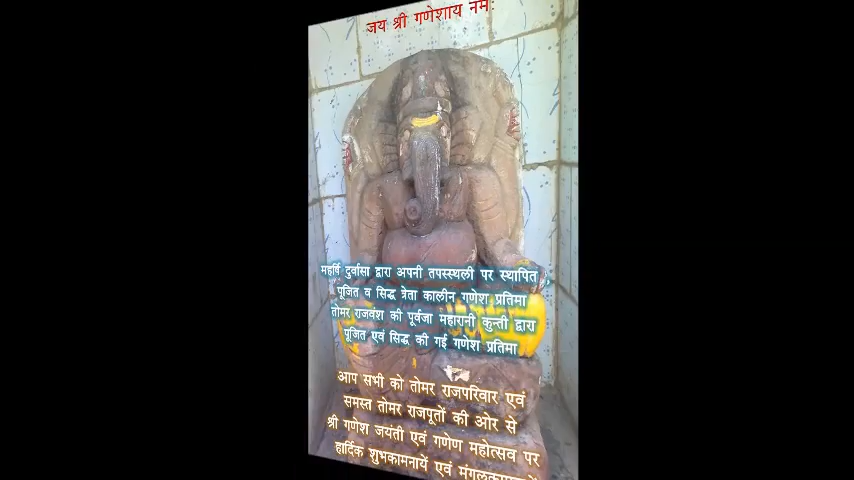 जय श्री गणेशाय नमः
महर्षि दुर्वासा द्वारा अपनी तपस्स्थली पर स्थापित ,
पूजित व सिद्ध त्रेता कालीन गणेश प्रतिमा
तोमर राजवंश की पूर्वजा महारानी कुन्ती द्वारा
पूजित एवं सिद्ध की गई गणेश प्रतिमा
आप सभी को तोमर राजपरिवार एवं
समस्त तोमर राजपूतों की ओर से
श्री गणेश जयंती एवं गणेण महोत्सव पर
हार्दिक शुभकामनायें एवं